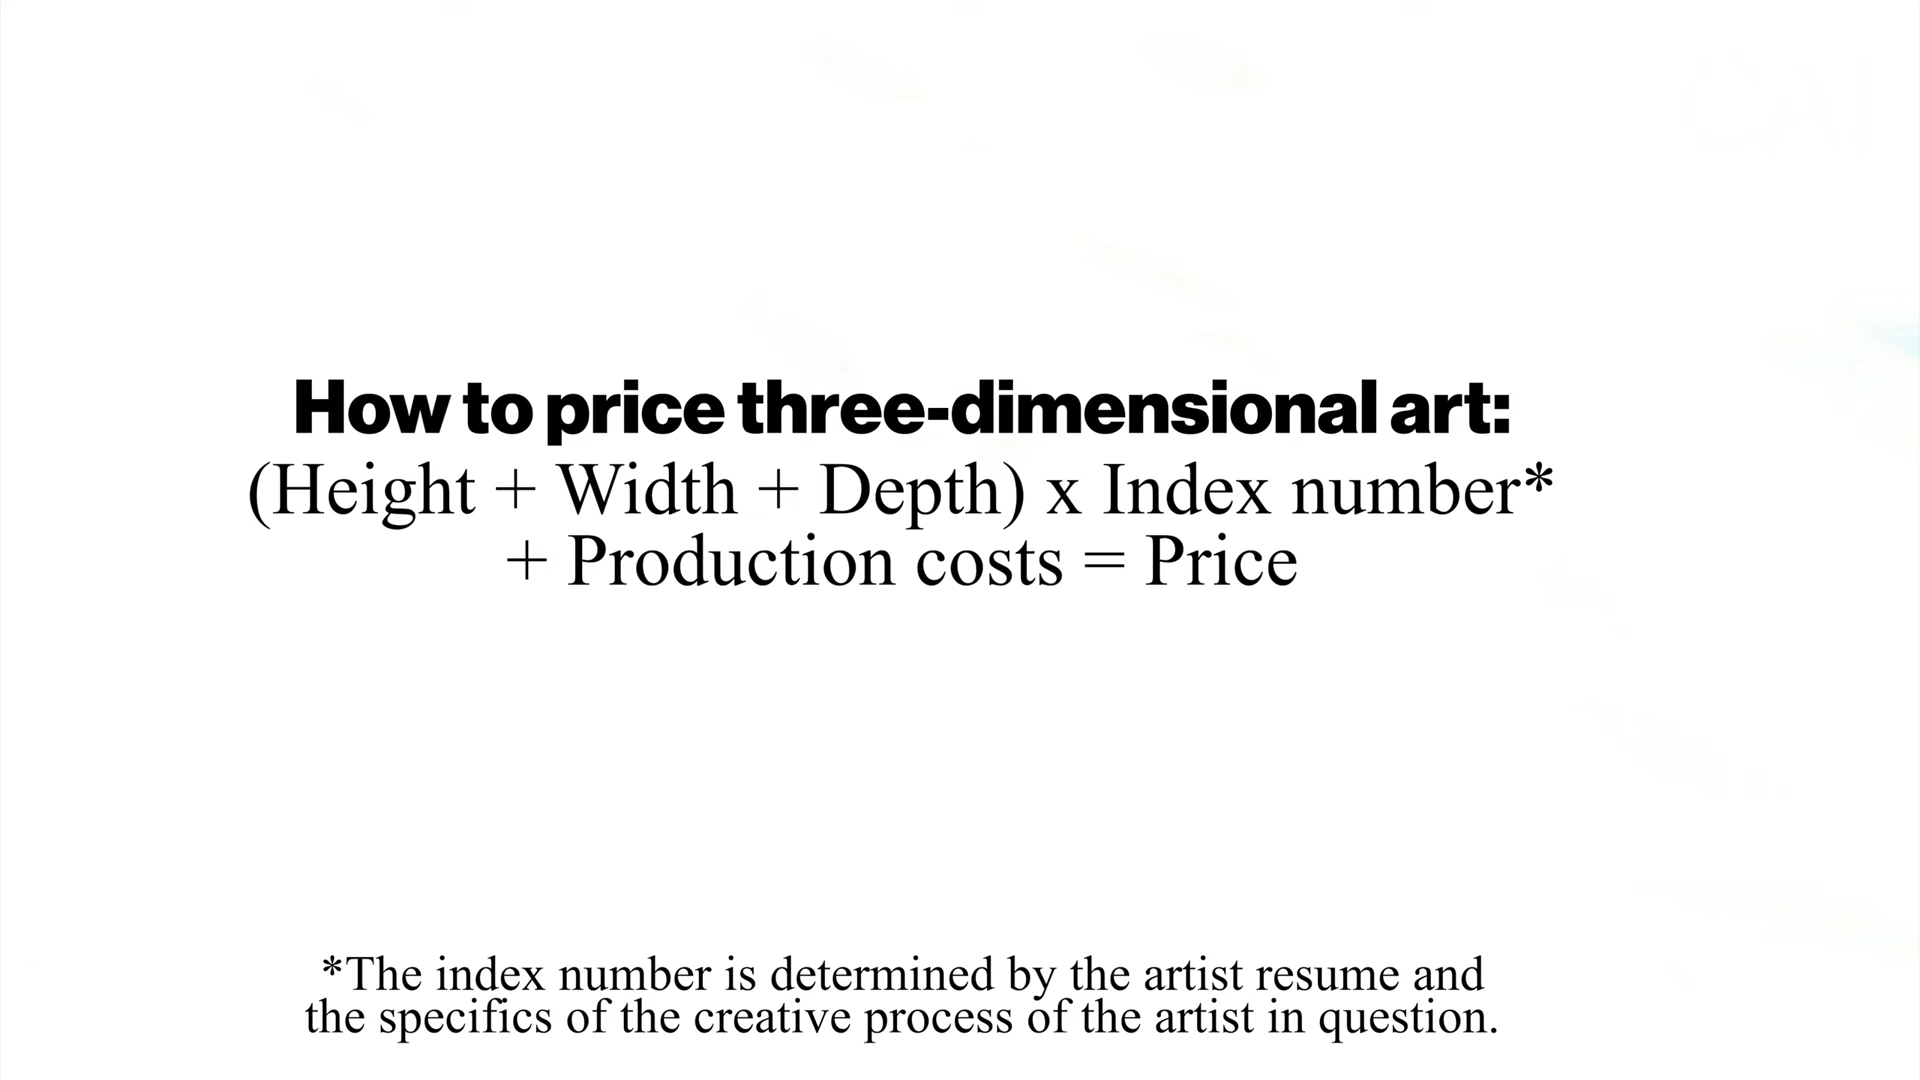 How to price three-dimensional art:
(Height + Width + Depth) x Index number*
+ Production costs = Price
*The index number is determined by the artist resume and
the specifics of the creative process of the artist in question.